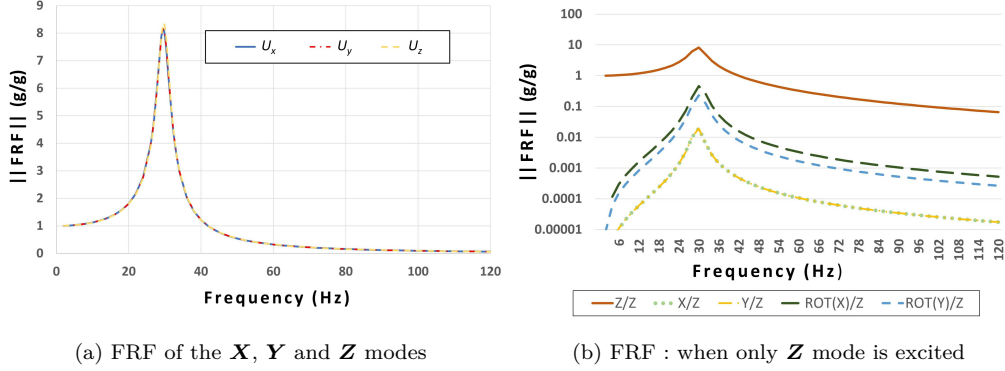 9
8
7
6
5
4
3
2
1
0
|| FRF || (g/g)
Ux Uy Uz
0 20 40 60 80 100 120
Frequency (Hz)
(a) FRF of the X, Y and Z modes
100
10
1
0.1
0.01
0.001
0.0001
0.00001
|| FRF || (g/g)
6 12 18 24 30 36 42 48 54 60 66 72 78 84 90 96 102 108 114 120
Frequency (Hz)
Z/Z X/Z Y/Z ROT(X)/Z ROT(Y)/Z
(b) FRF : when only Z mode is excited